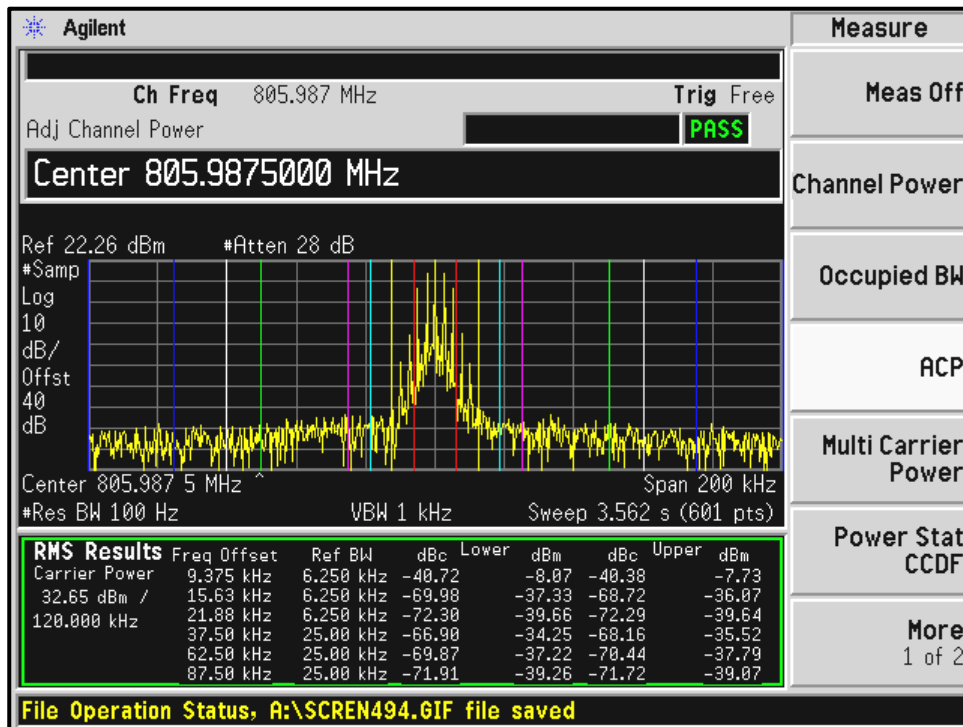 Agilent
Measure
Ch Freq 805.987 MHz Trig Free
Adj Channel Power PASS
Center 805.9875000 MHz
Ref 22.26 dBm #Atten 28 dB
#Samp
Log
10
dB/
Offst
40
dB
Center 805.987 5 MHz ^ Span 200 kHz
#Res BW 100 Hz VBW 1 kHz Sweep 3.562 s (601 pts)
RMS Results Freq Offset Ref BW dBc Lower dBm dBc Upper dBm
Carrier Power 9.375 kHz 6.250 kHz -40.72 -8.07 -40.38 -7.73
32.65 dBm / 15.63 kHz 6.250 kHz -69.98 -37.33 -68.72 -36.07
120.000 kHz 21.88 kHz 6.250 kHz -72.30 -39.66 -72.29 -39.64
37.50 kHz 25.00 kHz -66.90 -34.25 -68.16 -35.52
62.50 kHz 25.00 kHz -69.87 -37.22 -70.44 -37.79
87.50 kHz 25.00 kHz -71.91 -39.26 -71.72 -39.07
File Operation Status, A:\SCREN494.GIF file saved
Meas Off
Channel Power
Occupied BW
ACP
Multi Carrier
Power
Power Stat
CCDF
More
1 of 2